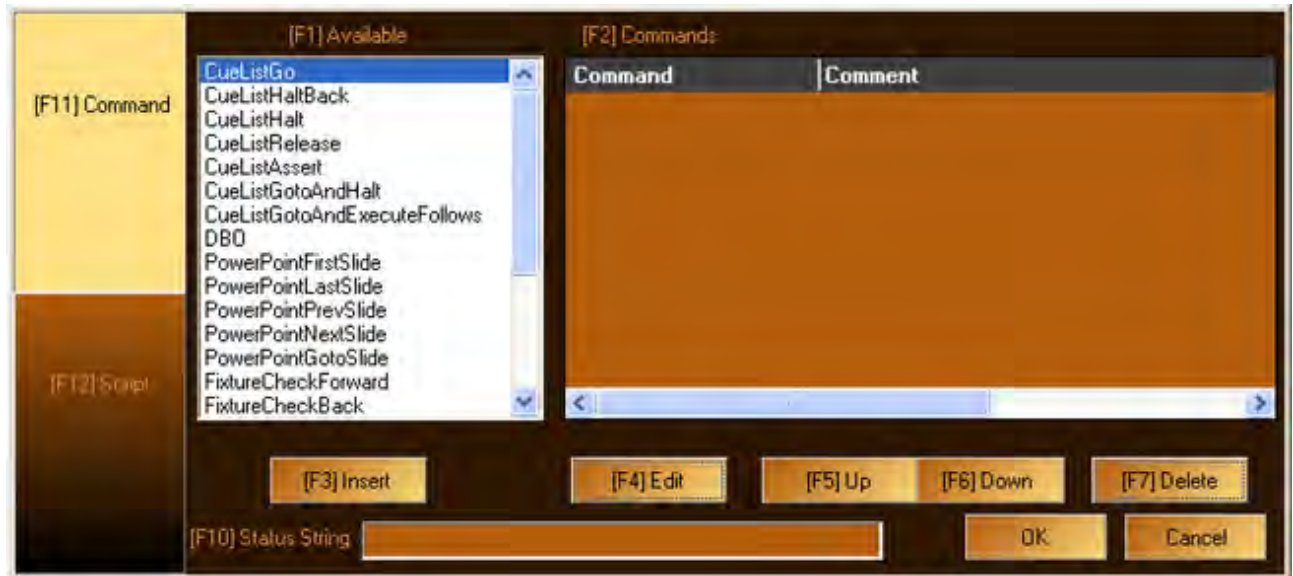 [F1] Available
[F2] Commands
[F11] Command
CueListGo
CueListHaltBack
CueListHalt
CueListRelease
CueListAssert
CueListGotoAndHalt
CueListGotoAndExecuteFollows
DBO
PowerPointFirstSlide
PowerPointLastSlide
PowerPointPrevSlide
PowerPointNextSlide
PowerPointGotoSlide
FixtureCheckForward
FixtureCheckBack
Command Comment
[F12] Script
[F3] Insert
[F4] Edit
[F5] Up
[F6] Down
[F7] Delete
[F10] Status String
OK
Cancel